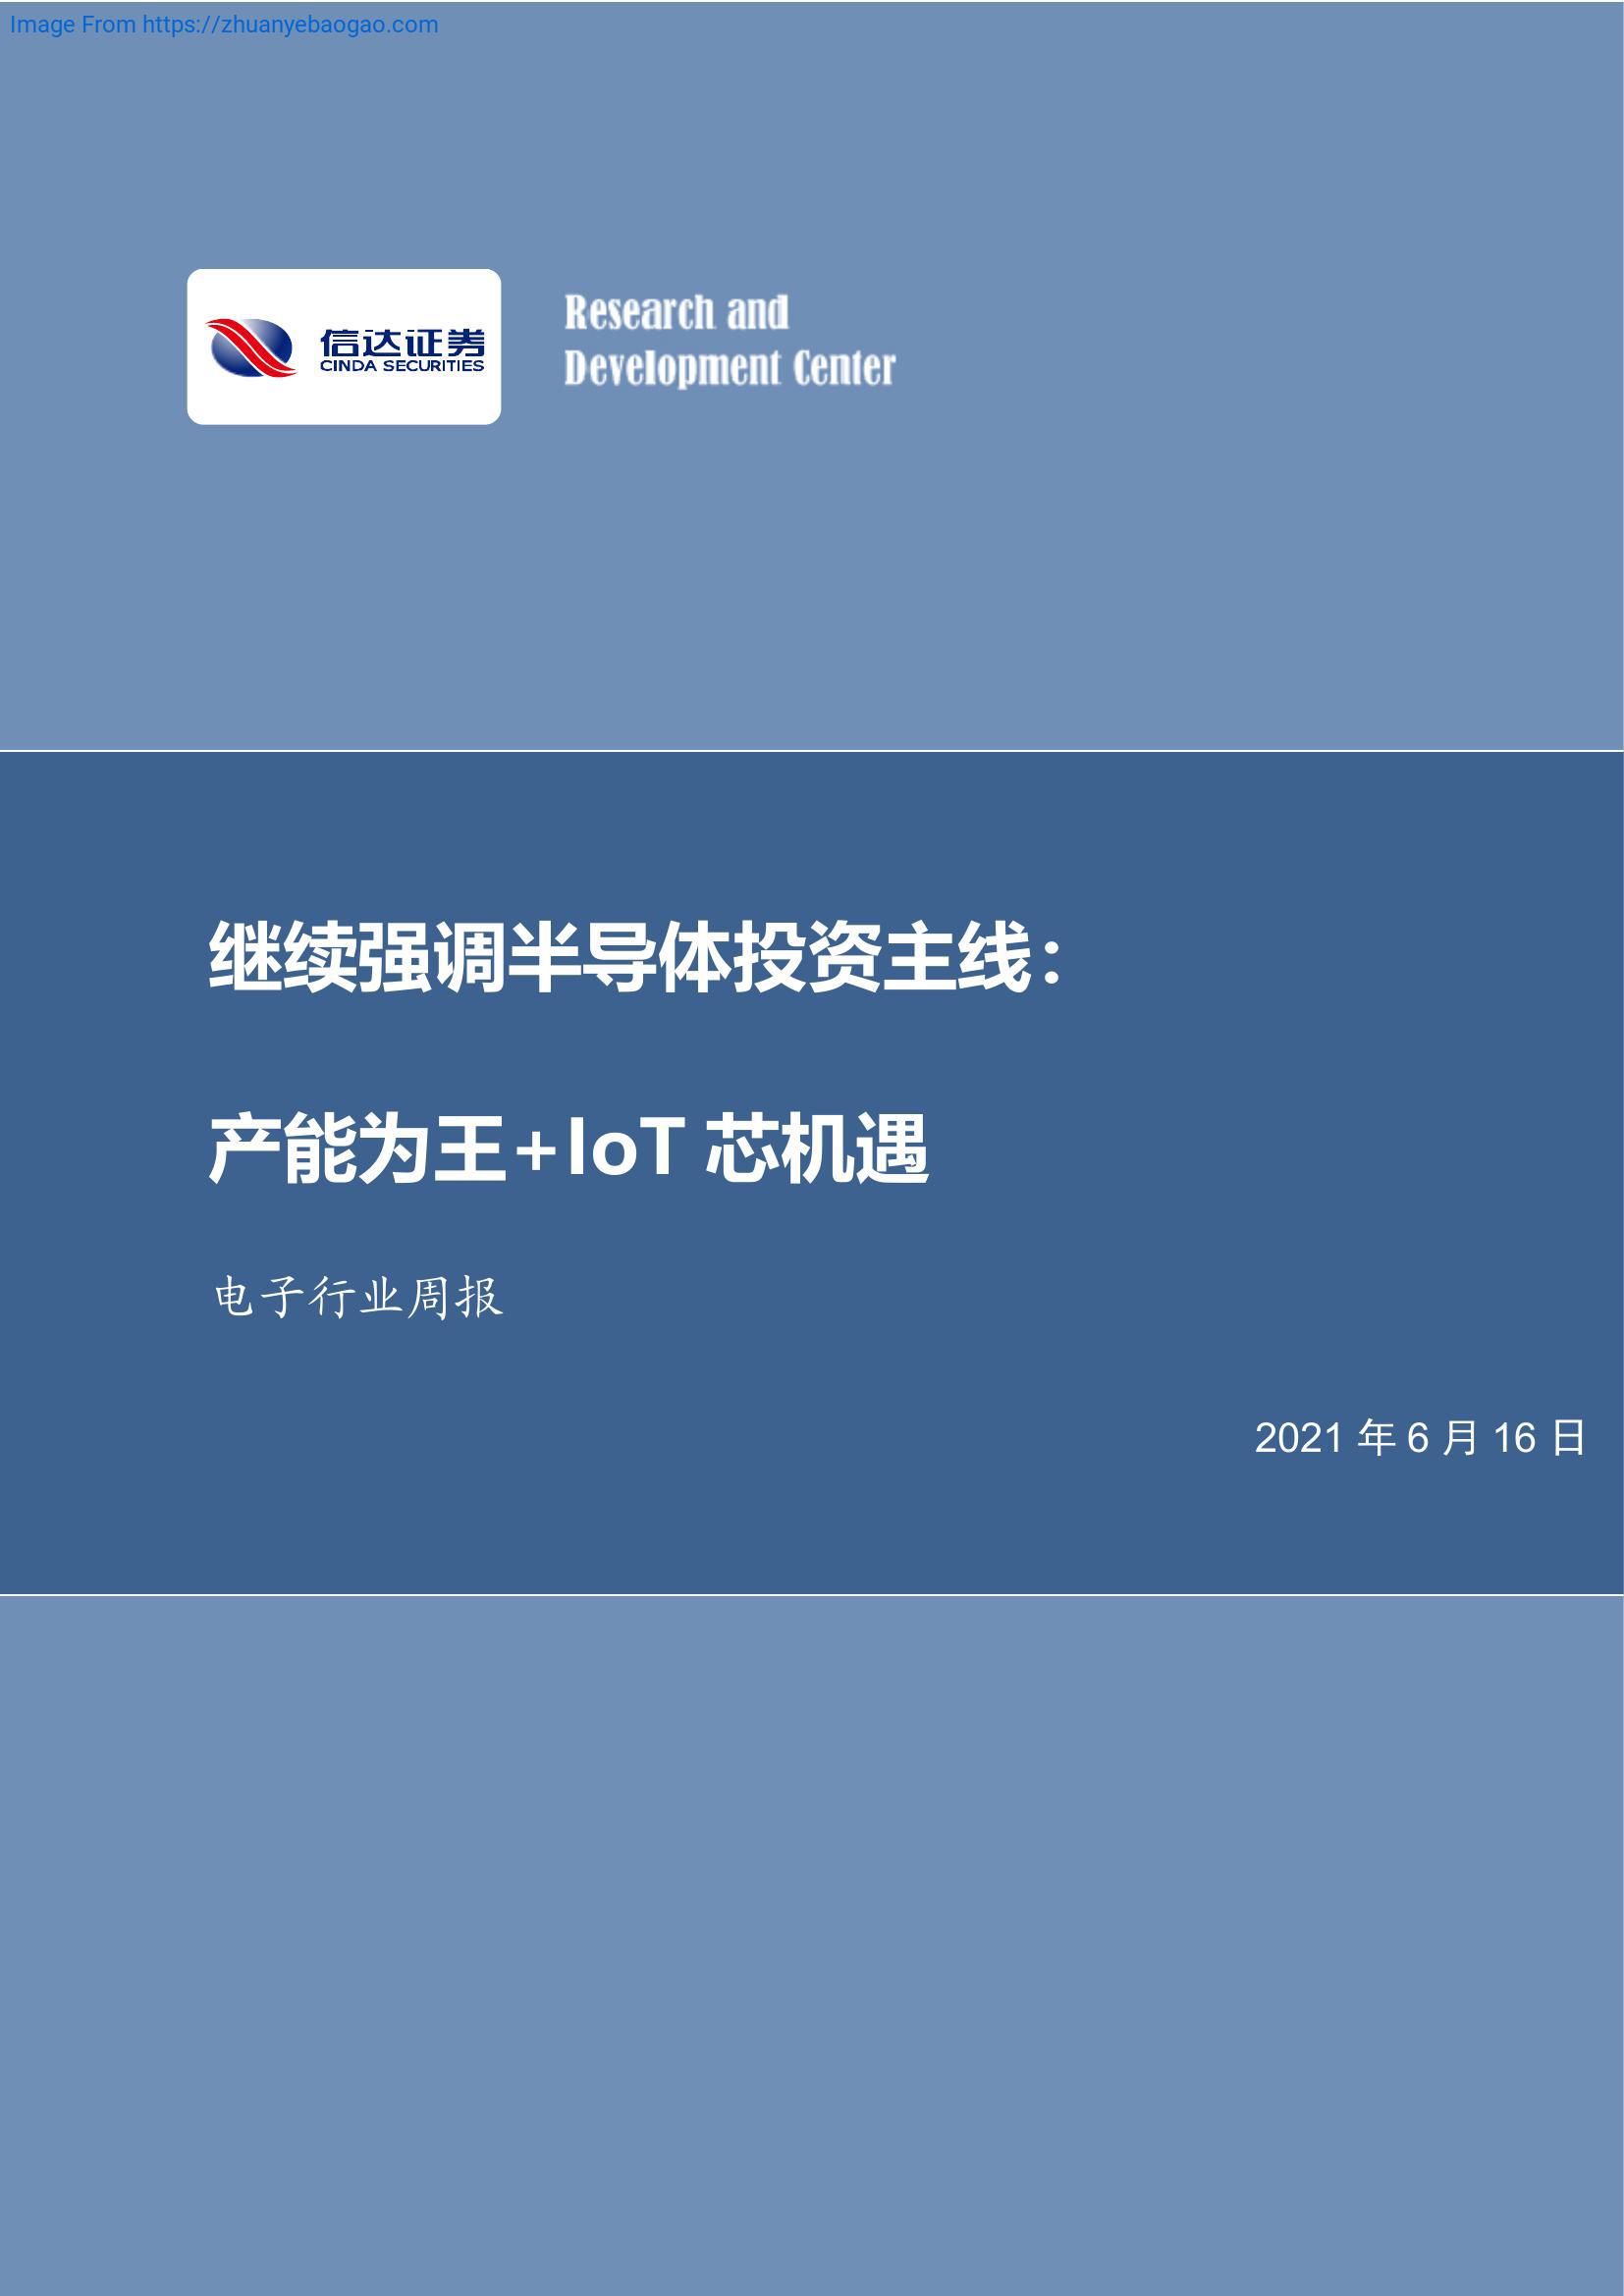 Image From https://zhuanyebaogao.com
信达证券
CINDA SECURITIES
Research and
Development Center
继续强调半导体投资主线：
产能为王+IoT 芯机遇
电子行业周报
2021 年 6 月 16 日